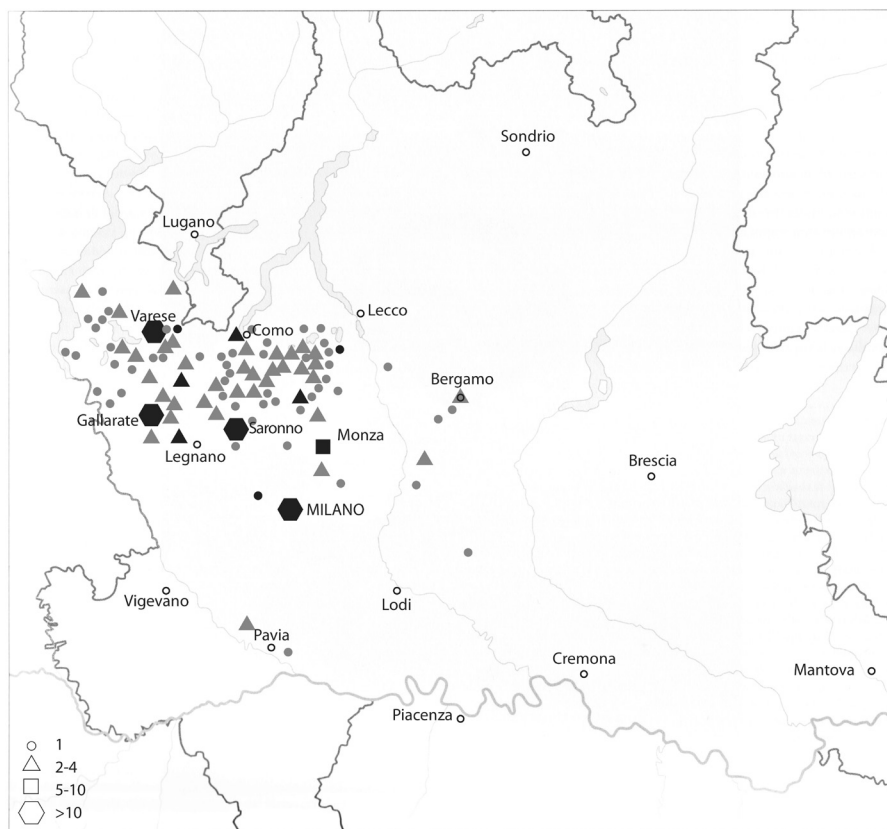 Sondrio
Lugano
Lecco
Varese
Como
Bergamo
Gallarate
Saronno
Monza
Legnano
Brescia
MILANO
Vigevano
Lodi
Pavia
Cremona
Mantova
Piacenza
1
2-4
5-10
>10